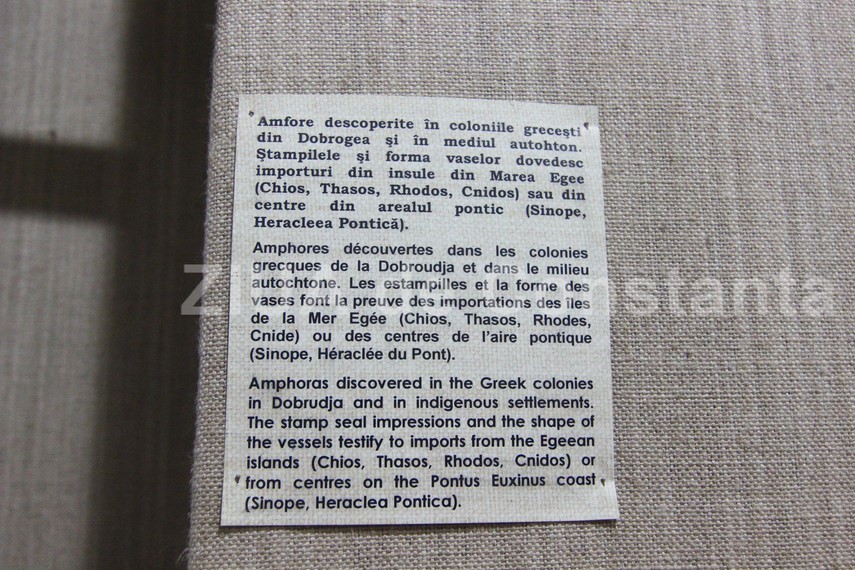 Amfore descoperite în coloniile greceşti
din Dobrogea şi în mediul autohton.
Ştampilele şi forma vaselor dovedesc
importuri din insule din Marea Egee
(Chios, Thasos, Rhodos, Cnidos) sau din
centre din arealul pontic (Sinope,
Heracleea Pontică).
Amphores découvertes dans les colonies
grecques de la Dobroudja et dans le milieu
autochtone. Les estampilles et la forme des
vases font la preuve des importations des îles
de la Mer Egée (Chios, Thasos, Rhodes,
Cnide) ou des centres de l'aire pontique
(Sinope, Héraclée du Pont).
Amphoras discovered in the Greek colonies
in Dobrudja and in indigenous settlements.
The stamp seal impressions and the shape of
the vessels testify to imports from the Egeean
islands (Chios, Thasos, Rhodos, Cnidos) or
from centres on the Pontus Euxinus coast
(Sinope, Heraclea Pontica).